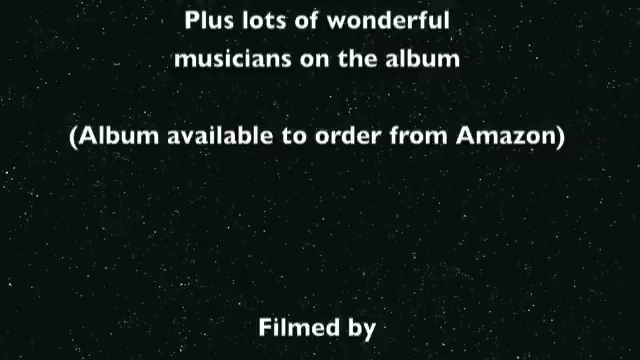 Plus lots of wonderful
musicians on the album
(Album available to order from Amazon)
Filmed by